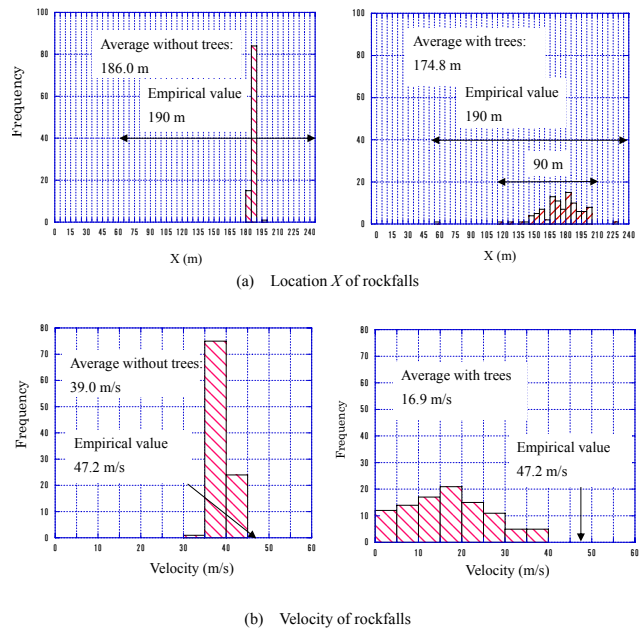 100
80
60
40
20
0
Frequency
Average without trees:
186.0 m
Empirical value
190 m
0 15 30 45 60 75 90 105 120 135 150 165 180 195 210 225 240
X (m)
100
80
60
40
20
0
Average with trees:
174.8 m
Empirical value
190 m
90 m
0 15 30 45 60 75 90 105 120 135 150 165 180 195 210 225 240
X (m)
(a) Location X of rockfalls
80
70
60
50
40
30
20
10
0
Frequency
Average without trees:
39.0 m/s
Empirical value
47.2 m/s
0 10 20 30 40 50 60
Velocity (m/s)
80
70
60
50
40
30
20
10
0
Frequency
Average with trees
16.9 m/s
Empirical value
47.2 m/s
0 10 20 30 40 50 60
Velocity (m/s)
(b) Velocity of rockfalls